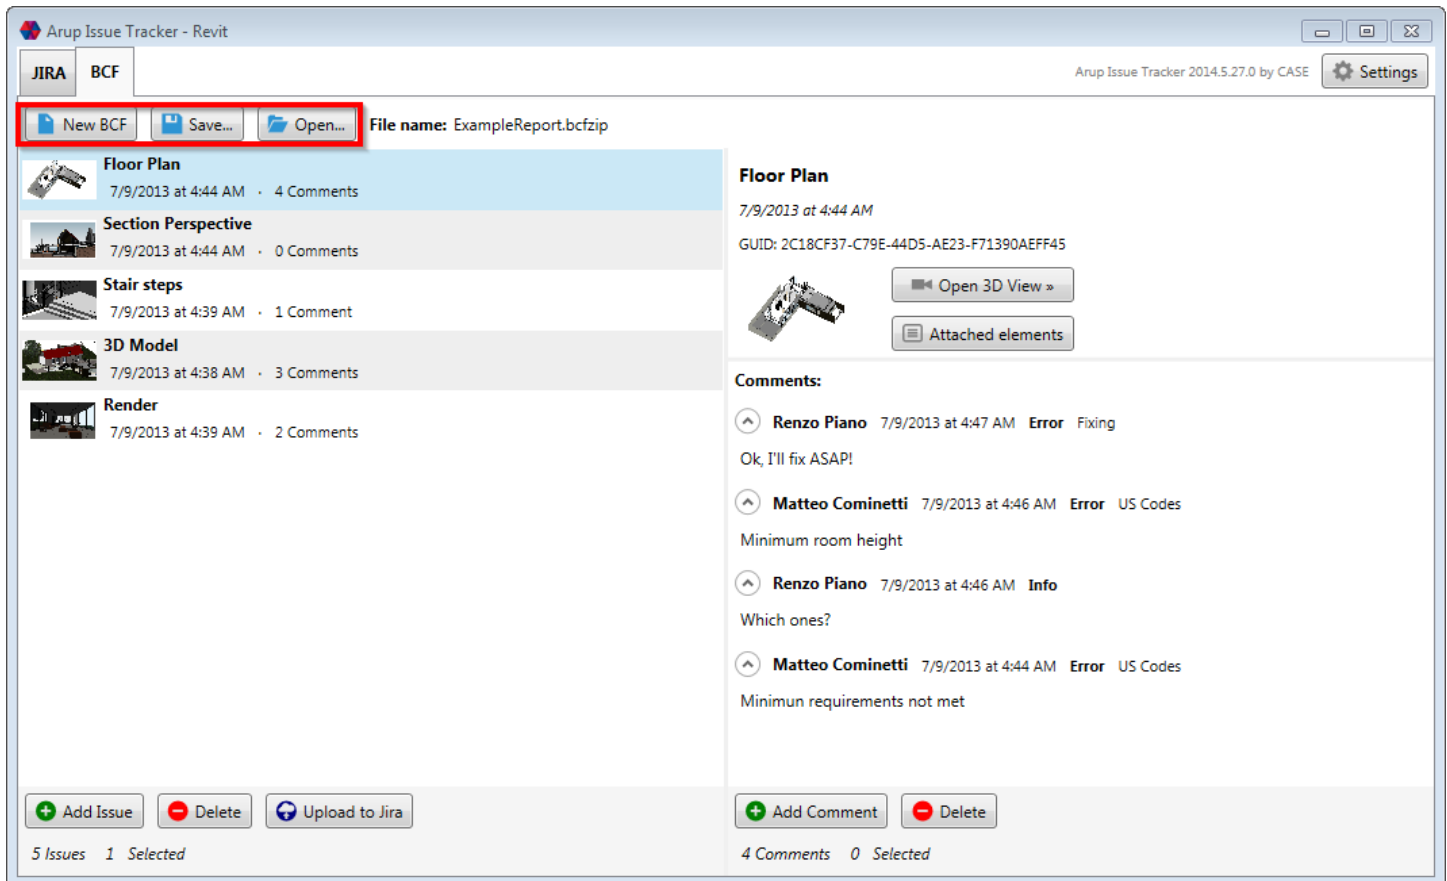 Arup Issue Tracker - Revit
JIRA BCF
Arup Issue Tracker 2014.5.27.0 by CASE Settings
New BCF Save... Open... File name: ExampleReport.bcfzip
Floor Plan
7/9/2013 at 4:44 AM · 4 Comments
Section Perspective
7/9/2013 at 4:44 AM · 0 Comments
Stair steps
7/9/2013 at 4:39 AM · 1 Comment
3D Model
7/9/2013 at 4:38 AM · 3 Comments
Render
7/9/2013 at 4:39 AM · 2 Comments
Add Issue Delete Upload to Jira
5 Issues 1 Selected
Floor Plan
7/9/2013 at 4:44 AM
GUID: 2C18CF37-C79E-44D5-AE23-F71390AEFF45
Open 3D View »
Attached elements
Comments:
Renzo Piano 7/9/2013 at 4:47 AM Error Fixing
Ok, I'll fix ASAP!
Matteo Cominetti 7/9/2013 at 4:46 AM Error US Codes
Minimum room height
Renzo Piano 7/9/2013 at 4:46 AM Info
Which ones?
Matteo Cominetti 7/9/2013 at 4:44 AM Error US Codes
Minimun requirements not met
Add Comment Delete
4 Comments 0 Selected